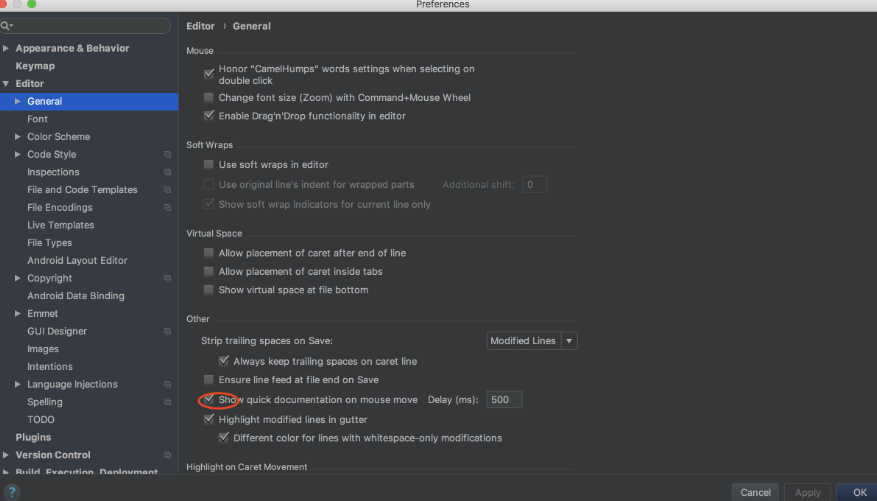 Preferences
Appearance & Behavior
Keymap
Editor
General
Font
Color Scheme
Code Style
Inspections
File and Code Templates
File Encodings
Live Templates
File Types
Android Layout Editor
Copyright
Android Data Binding
Emmet
GUI Designer
Images
Intentions
Language Injections
Spelling
TODO
Plugins
Version Control
Build, Execution, Deployment
?
Editor › General
Mouse
Honor "CamelHumps" words settings when selecting on
double click
Change font size (Zoom) with Command+Mouse Wheel
Enable Drag'n'Drop functionality in editor
Soft Wraps
Use soft wraps in editor
Use original line's indent for wrapped parts Additional shift: 0
Show soft wrap indicators for current line only
Virtual Space
Allow placement of caret after end of line
Allow placement of caret inside tabs
Show virtual space at file bottom
Other
Strip trailing spaces on Save: Modified Lines
Always keep trailing spaces on caret line
Ensure line feed at file end on Save
Show quick documentation on mouse move Delay (ms): 500
Highlight modified lines in gutter
Different color for lines with whitespace-only modifications
Highlight on Caret Movement
Cancel Apply OK